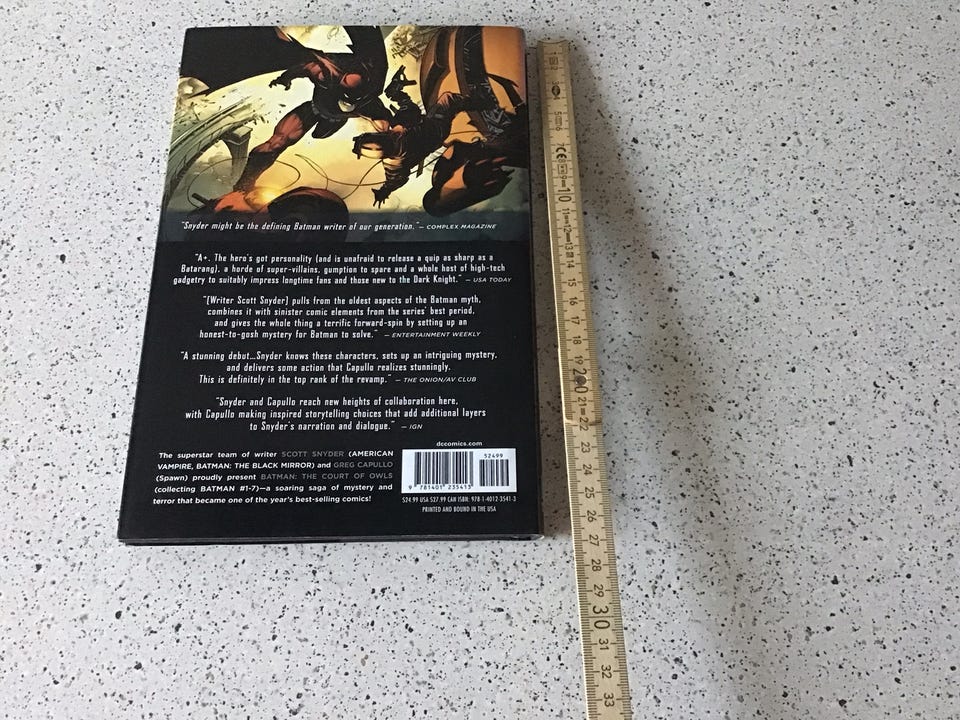 "Snyder might be the defining Batman writer of our generation." – COMPLEX MAGAZINE
"A+. The hero's got personality (and is unafraid to release a quip as sharp as a
Batarang), a horde of super-villains, gumption to spare and a whole host of high-tech
gadgetry to suitably impress longtime fans and those new to the Dark Knight." – USA TODAY
"[Writer Scott Snyder] pulls from the oldest aspects of the Batman myth,
combines it with sinister comic elements from the series' best period,
and gives the whole thing a terrific forward-spin by setting up an
honest-to-gosh mystery for Batman to solve." – ENTERTAINMENT WEEKLY
"A stunning debut...Snyder knows these characters, sets up an intriguing mystery,
and delivers some action that Capullo realizes stunningly.
This is definitely in the top rank of the revamp." – THE ONION/AV CLUB
"Snyder and Capullo reach new heights of collaboration here,
with Capullo making inspired storytelling choices that add additional layers
to Snyder's narration and dialogue." – IGN
The superstar team of writer SCOTT SNYDER (AMERICAN
VAMPIRE, BATMAN: THE BLACK MIRROR) and GREG CAPULLO
(Spawn) proudly present BATMAN: THE COURT OF OWLS
(collecting BATMAN #1-7)—a soaring saga of mystery and
terror that became one of the year's best-selling comics!
dccomics.com
52499
9 781401 235413
$24.99 USA $27.99 CAN ISBN: 978-1-4012-3541-3
PRINTED AND BOUND IN THE USA
2
3
4
5
6
7
CE
9
10
11
12
13
14
15
16
17
18
19
20
21
22
23
24
25
26
27
28
29
30
31
32
33